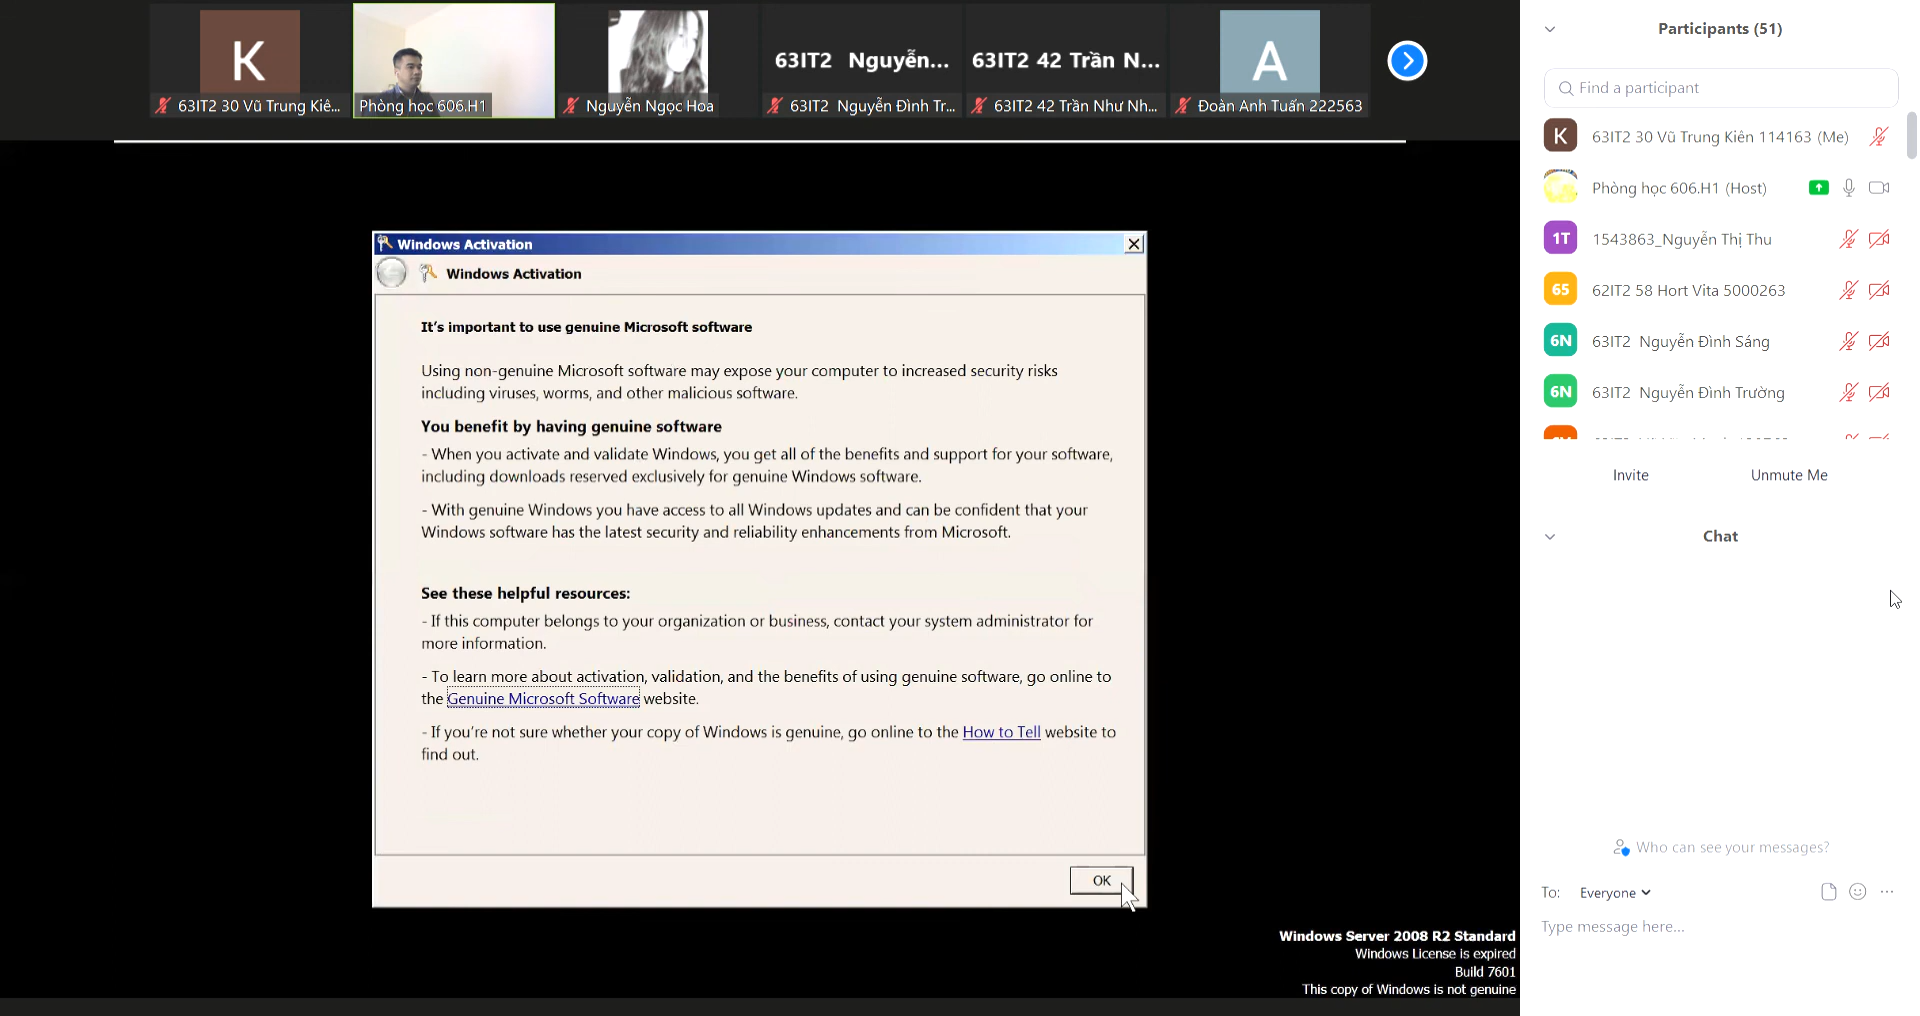 K
63IT2 30 Vũ Trung Kiê...
Phòng học 606.H1
Nguyễn Ngọc Hoa
63IT2 Nguyễn...
63IT2 Nguyễn Đình Tr...
63IT2 42 Trần N...
63IT2 42 Trần Như Nh...
A
Đoàn Anh Tuấn 222563
Windows Activation
Windows Activation
It's important to use genuine Microsoft software
Using non-genuine Microsoft software may expose your computer to increased security risks
including viruses, worms, and other malicious software.
You benefit by having genuine software
- When you activate and validate Windows, you get all of the benefits and support for your software,
including downloads reserved exclusively for genuine Windows software.
- With genuine Windows you have access to all Windows updates and can be confident that your
Windows software has the latest security and reliability enhancements from Microsoft.
See these helpful resources:
- If this computer belongs to your organization or business, contact your system administrator for
more information.
- To learn more about activation, validation, and the benefits of using genuine software, go online to
the Genuine Microsoft Software website.
- If you're not sure whether your copy of Windows is genuine, go online to the How to Tell website to
find out.
OK
Windows Server 2008 R2 Standard
Windows License is expired
Build 7601
This copy of Windows is not genuine
Participants (51)
Find a participant
K 63IT2 30 Vũ Trung Kiên 114163 (Me)
Phòng học 606.H1 (Host)
1T 1543863_Nguyễn Thị Thu
65 62IT2 58 Hort Vita 5000263
6N 63IT2 Nguyễn Đình Sáng
6N 63IT2 Nguyễn Đình Trường
Invite Unmute Me
Chat
Who can see your messages?
To: Everyone
Type message here...